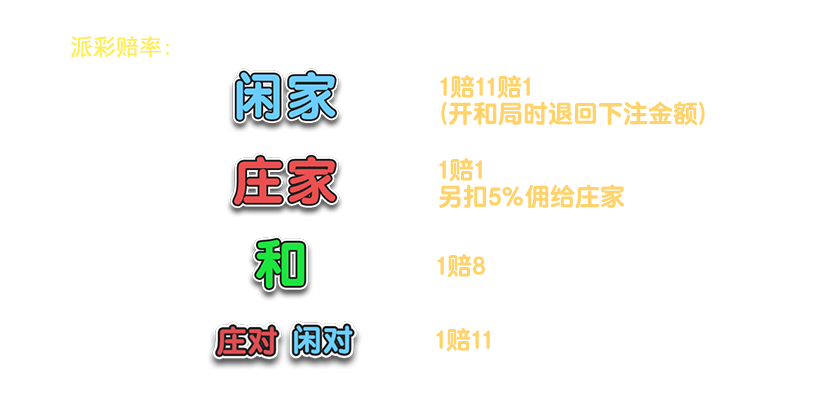 派彩赔率:
闲家
1赔11赔1
(开和局时退回下注金额)
庄家
1赔1
另扣5%佣给庄家
和
1赔8
庄对 闲对
1赔11